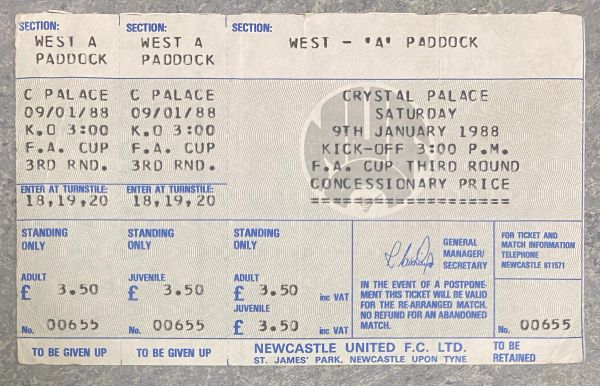 SECTION:
WEST A
PADDOCK
C PALACE
09/01/88
K.O 3:00
F.A. CUP
3RD RND.
ENTER AT TURNSTILE:
18,19,20
STANDING
ONLY
ADULT
£ 3.50
No. 00655
TO BE GIVEN UP
SECTION:
WEST A
PADDOCK
C PALACE
09/01/88
K.O 3:00
F.A. CUP
3RD RND.
ENTER AT TURNSTILE:
18,19,20
STANDING
ONLY
JUVENILE
£ 3.50
No. 00655
TO BE GIVEN UP
SECTION:
WEST - 'A' PADDOCK
CRYSTAL PALACE
SATURDAY
9TH JANUARY 1988
KICK-OFF 3:00 P.M.
F.A. CUP THIRD ROUND
CONCESSIONARY PRICE
====================
STANDING
ONLY
ADULT
£ 3.50 inc VAT
JUVENILE
£ 3.50 inc VAT
GENERAL
MANAGER/
SECRETARY
IN THE EVENT OF A POSTPONE-
MENT THIS TICKET WILL BE VALID
FOR THE RE-ARRANGED MATCH.
NO REFUND FOR AN ABANDONED
MATCH.
FOR TICKET AND
MATCH INFORMATION
TELEPHONE
NEWCASTLE 611571
No. 00655
NEWCASTLE UNITED F.C. LTD.
ST. JAMES' PARK, NEWCASTLE UPON TYNE
TO BE
RETAINED